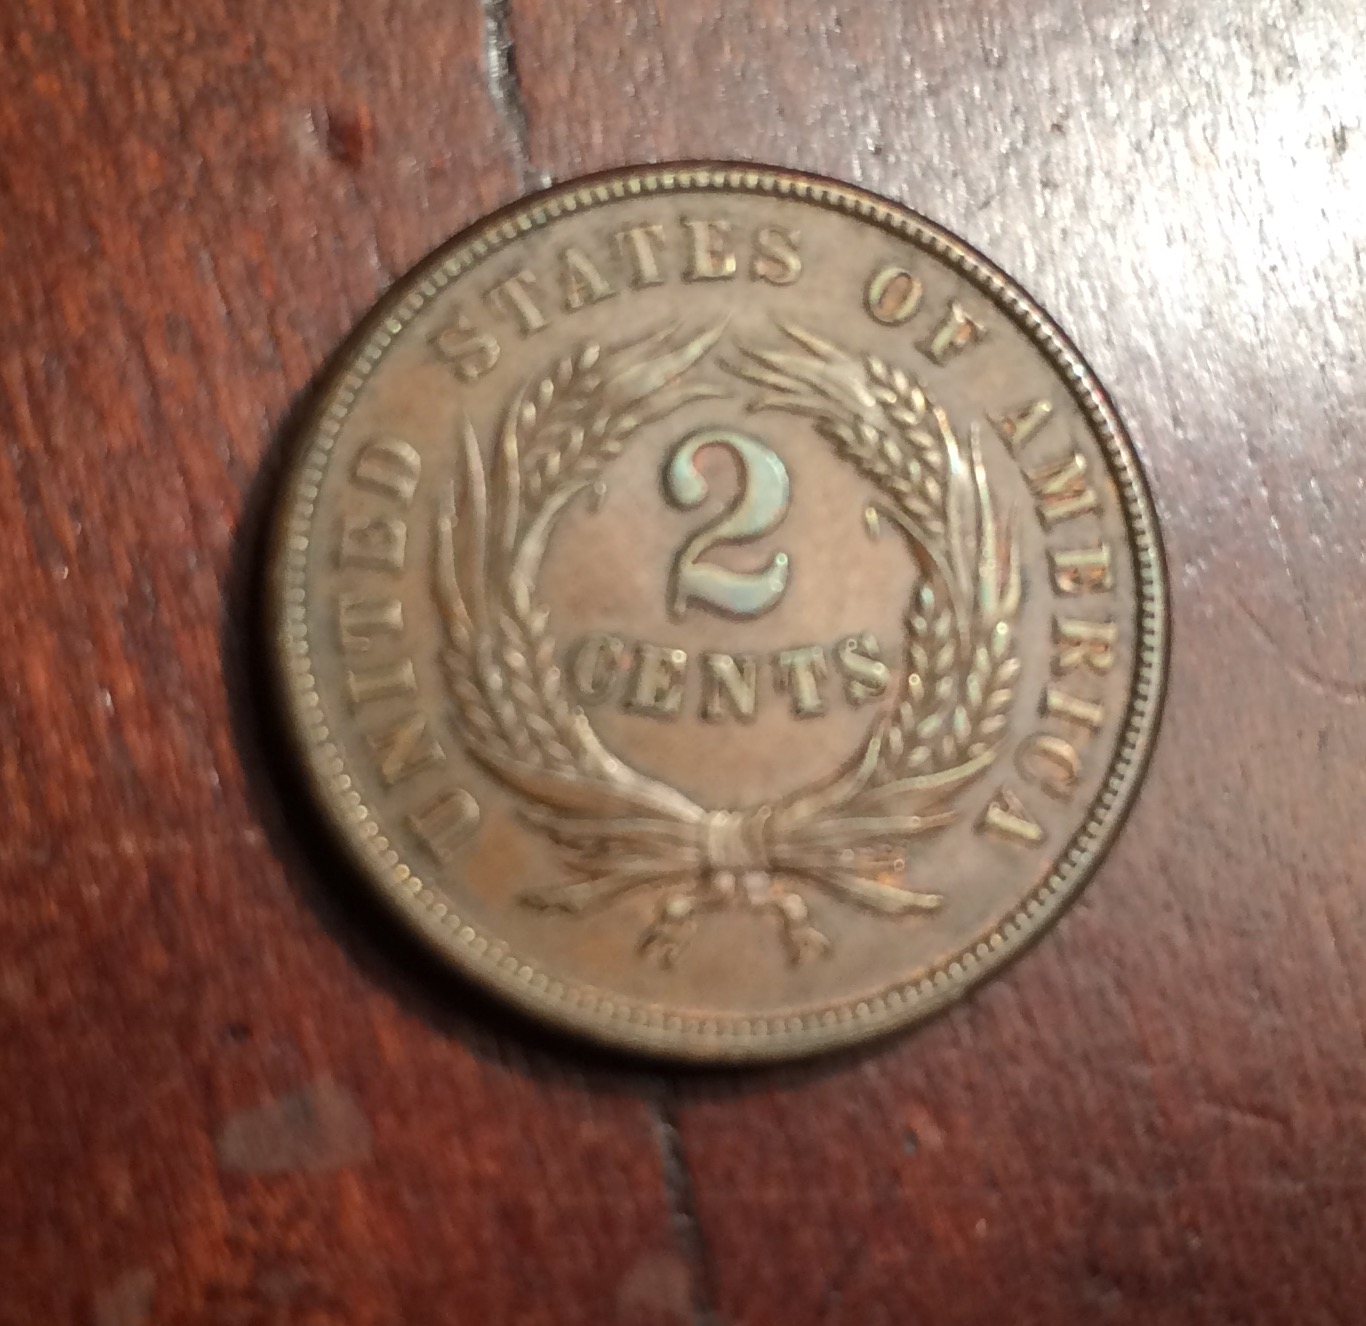 UNITED STATES OF AMERICA
2
CENTS